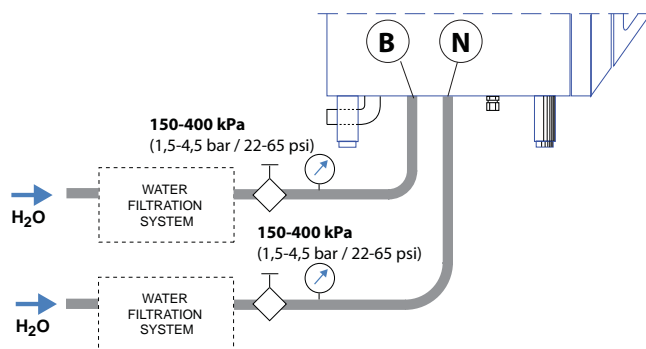 B N
150-400 kPa
(1,5-4,5 bar / 22-65 psi)
H2O
WATER
FILTRATION
SYSTEM
150-400 kPa
(1,5-4,5 bar / 22-65 psi)
H2O
WATER
FILTRATION
SYSTEM